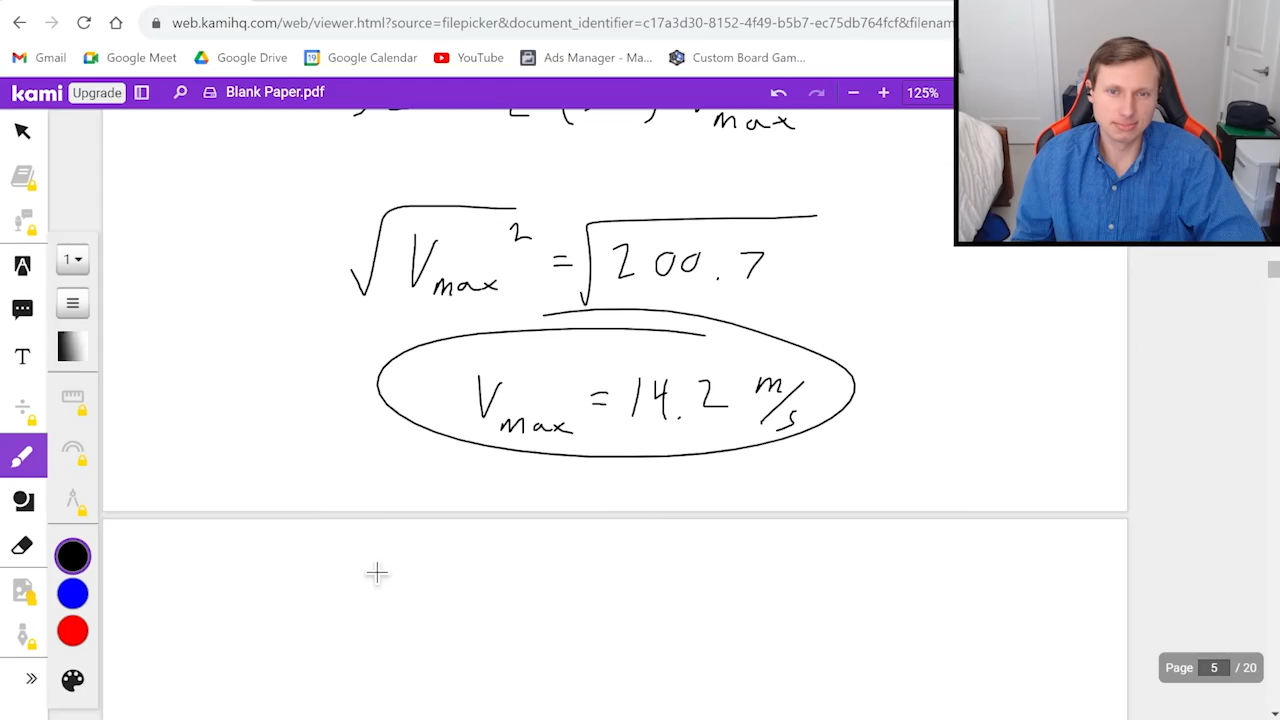 web.kamihq.com/web/viewer.html?source=filepicker&document_identifier=c17a3d30-8152-4f49-b5b7-ec75db764fcf&filenam
Gmail
Google Meet
Google Drive
19
Google Calendar
YouTube
Ads Manager - Ma...
Custom Board Gam...
kami
Upgrade
Blank Paper.pdf
125%
max
√Vmax² = √200.7
Vmax = 14.2 m/s
1
A
T
Page 5 / 20